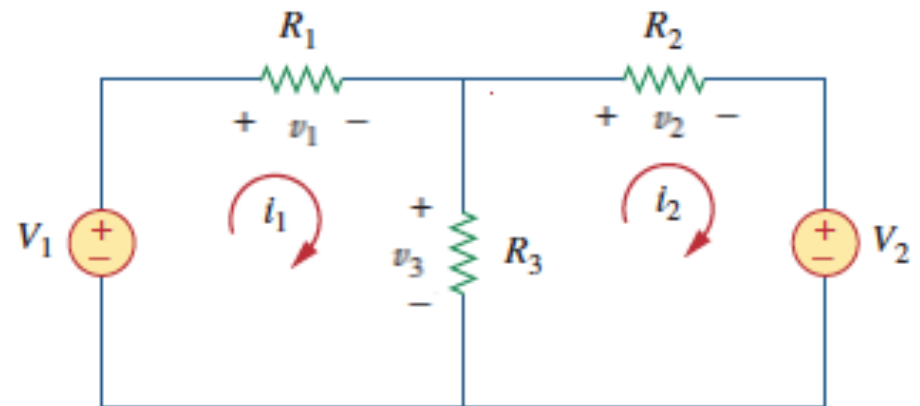 R₁ R₂
+ v₁ − + v₂ −
i₁ i₂
+
V₁ + v₃ R₃ + V₂
− −
−